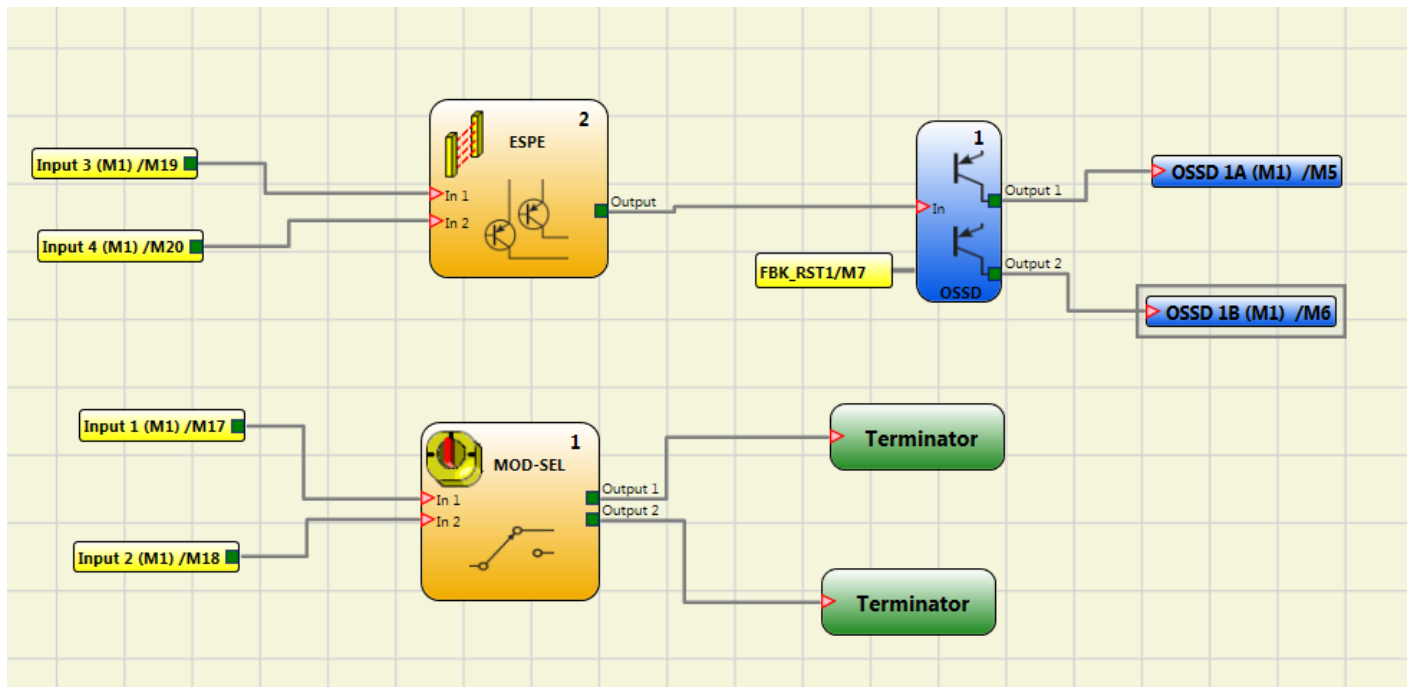 2
ESPE
Input 3 (M1) /M19
In 1
In 2
Output
Input 4 (M1) /M20
1
In
Output 1
Output 2
OSSD
OSSD 1A (M1)  /M5
FBK_RST1/M7
OSSD 1B (M1)  /M6
Input 1 (M1) /M17
1
MOD-SEL
In 1
In 2
Output 1
Output 2
Terminator
Input 2 (M1) /M18
Terminator